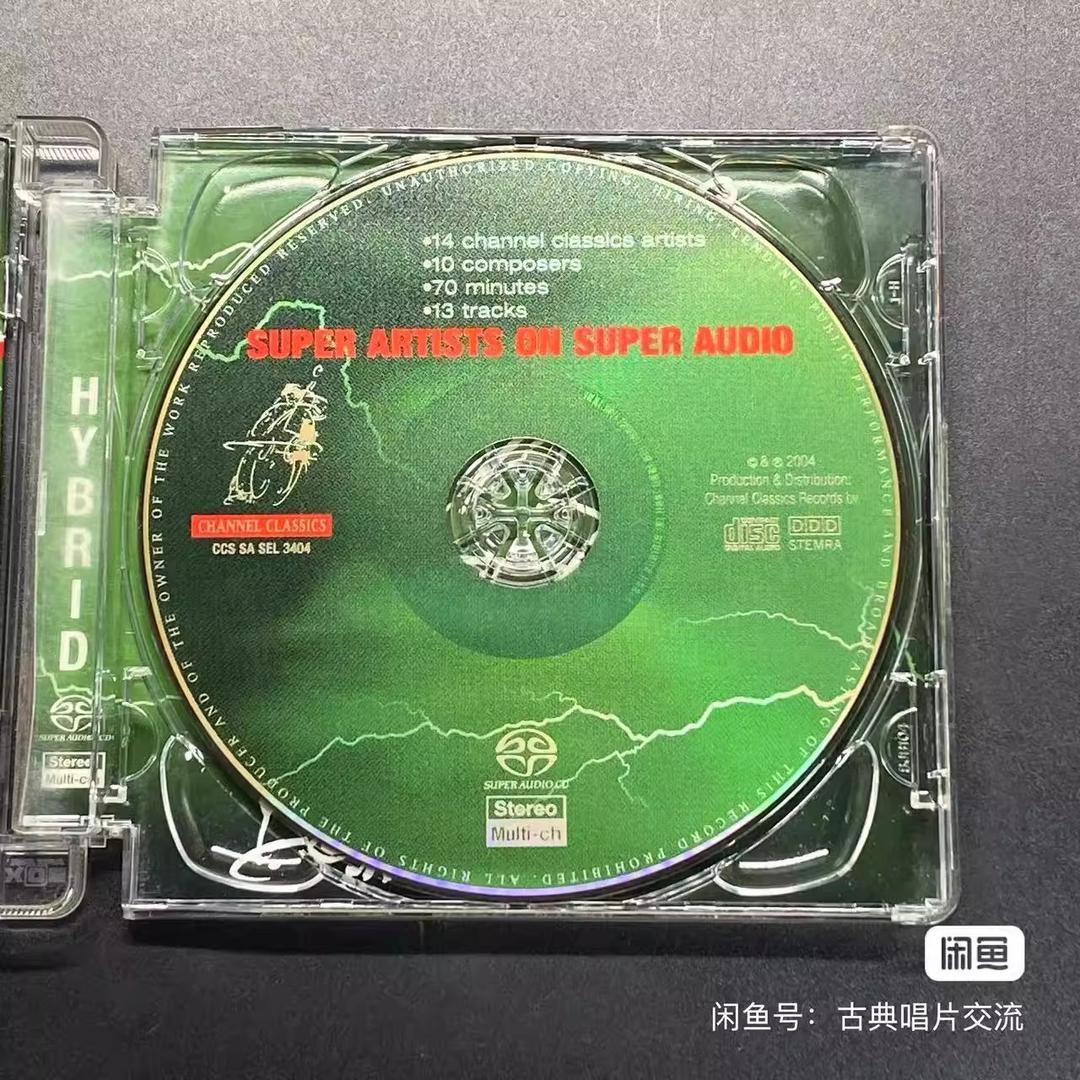 •14 channel classics artists
•10 composers
•70 minutes
•13 tracks
SUPER ARTISTS ON SUPER AUDIO
CHANNEL CLASSICS
CCS SA SEL 3404
© & ℗ 2004
Production & Distribution:
Channel Classics Records bv
COMPACT
disc
DIGITAL AUDIO
DDD
STEMRA
SUPER AUDIO CD
Stereo
Multi-ch
ALL RIGHTS OF THE PRODUCER AND OF THE OWNER OF THE WORK REPRODUCED RESERVED. UNAUTHORIZED COPYING, HIRING, LENDING, PUBLIC PERFORMANCE AND BROADCASTING OF THIS RECORD PROHIBITED.
HYBRID
SUPER AUDIO CD
Stereo
Multi-ch
闲鱼
闲鱼号：古典唱片交流